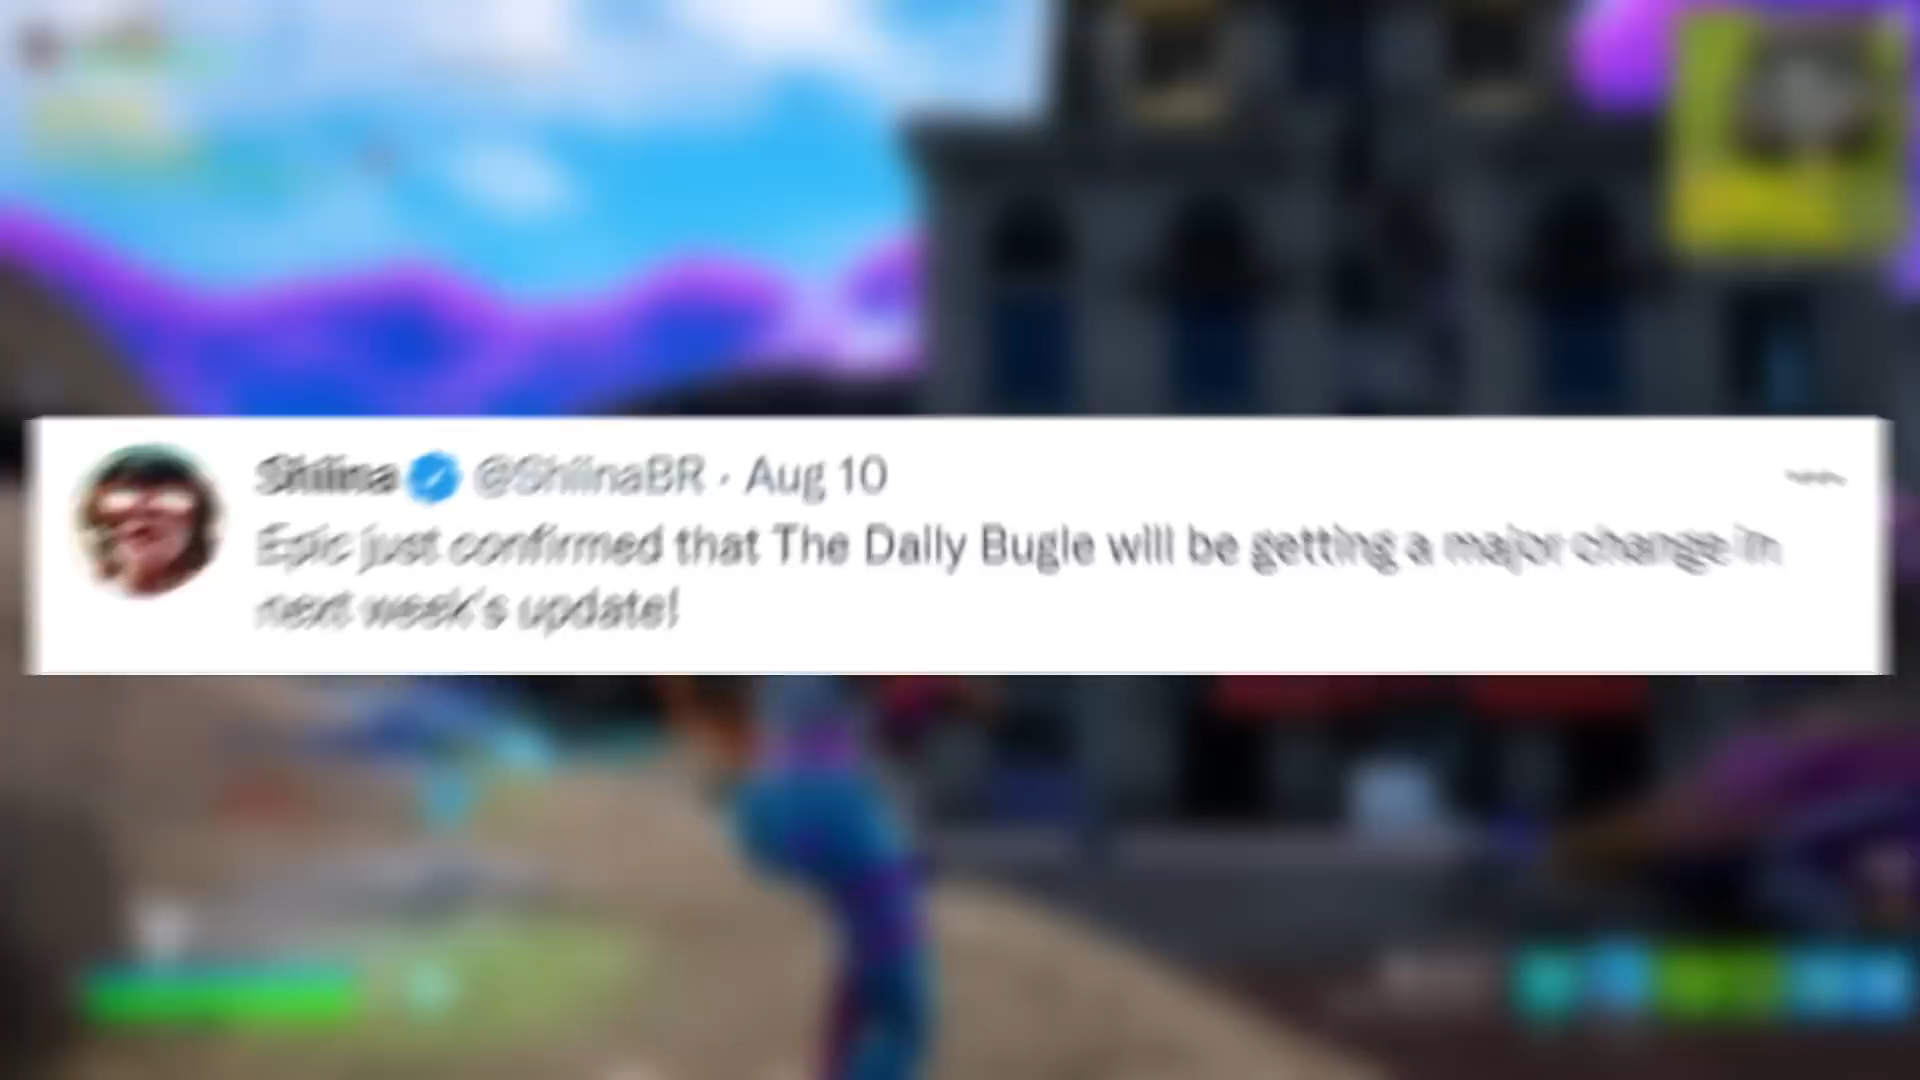 Shiina @ShiinaBR · Aug 10
Epic just confirmed that The Daily Bugle will be getting a major change in
next week's update!